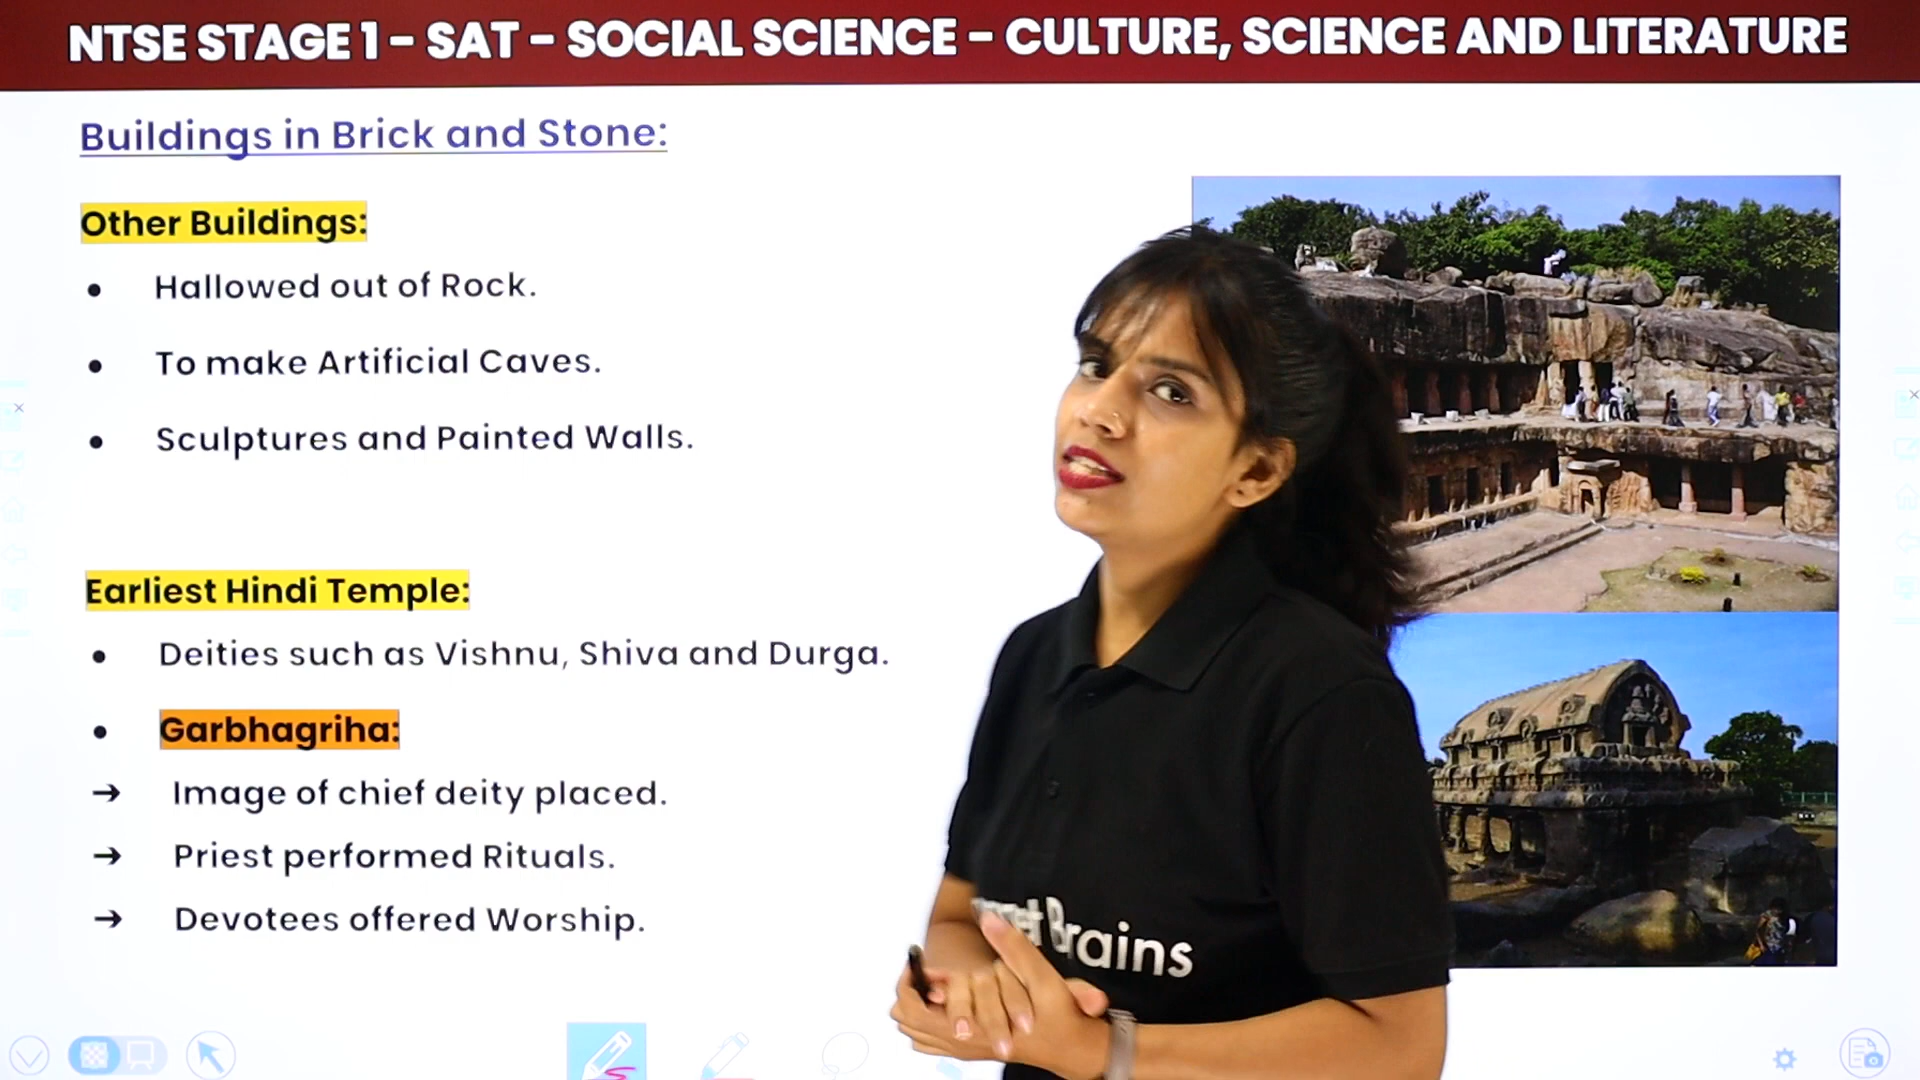 NTSE STAGE 1 - SAT - SOCIAL SCIENCE - CULTURE, SCIENCE AND LITERATURE
Buildings in Brick and Stone:
Other Buildings:
● Hallowed out of Rock.
● To make Artificial Caves.
● Sculptures and Painted Walls.
Earliest Hindi Temple:
● Deities such as Vishnu, Shiva and Durga.
● Garbhagriha:
→ Image of chief deity placed.
→ Priest performed Rituals.
→ Devotees offered Worship.
Brains